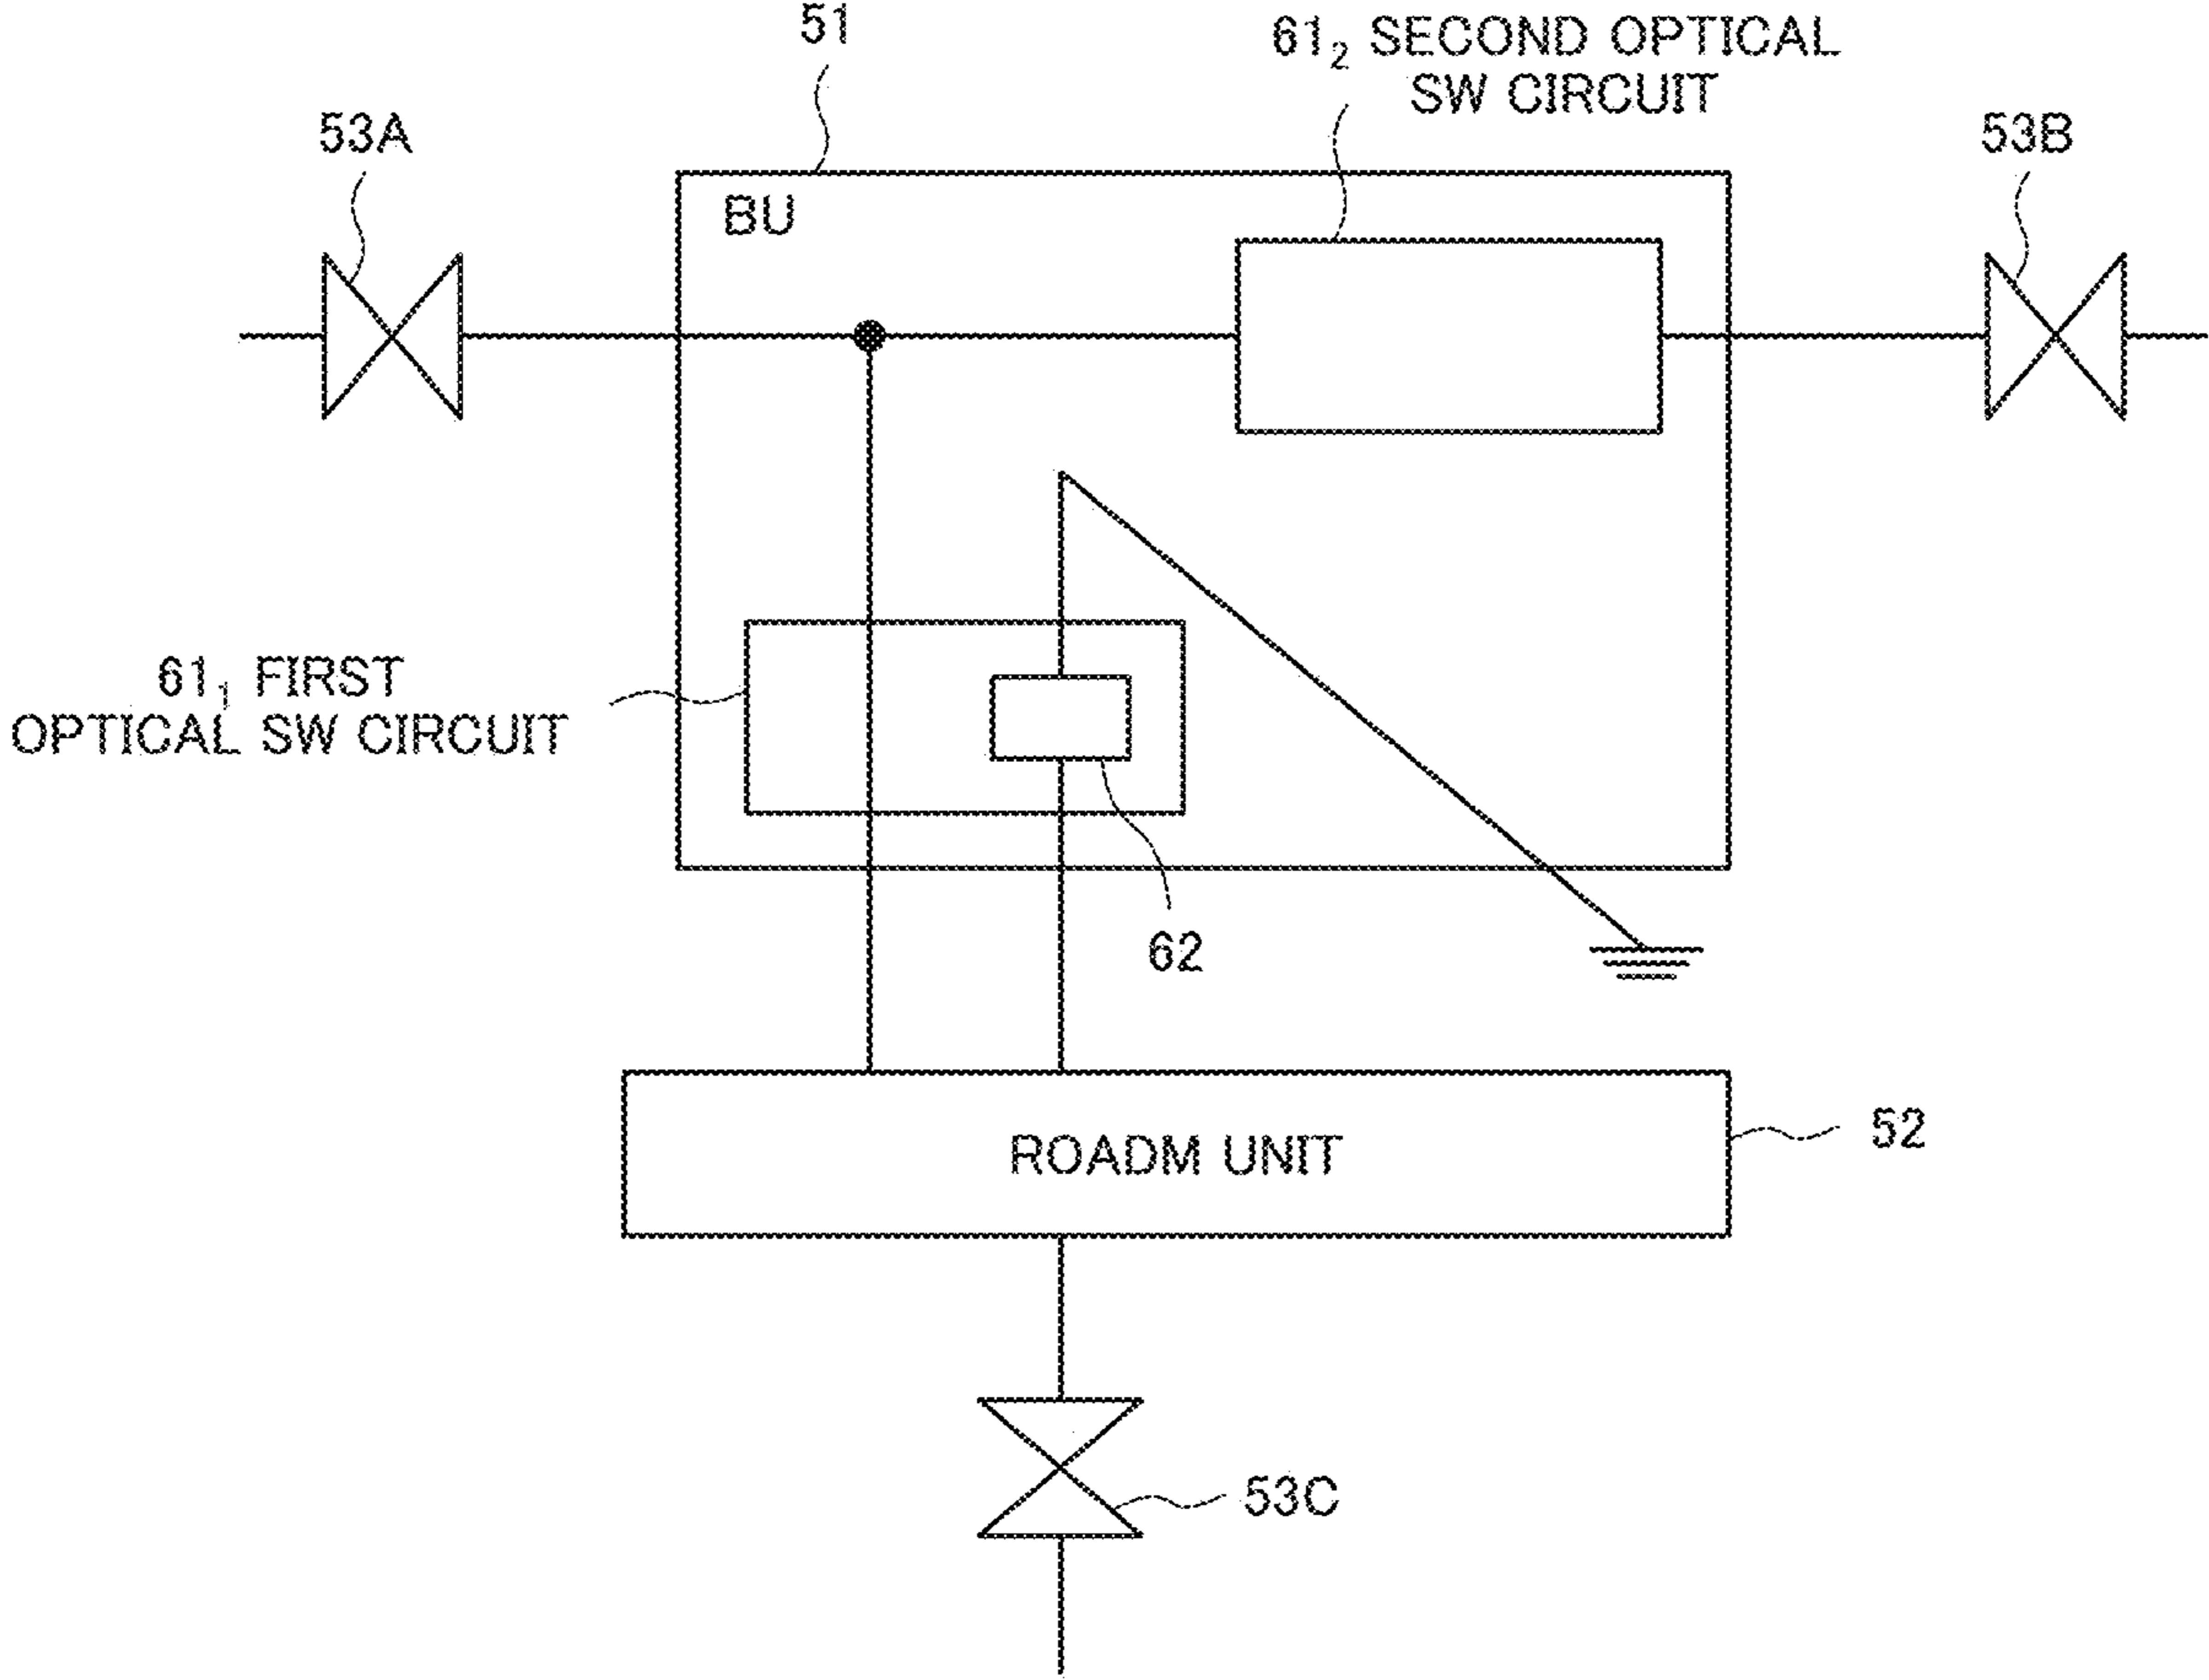 51
61₂ SECOND OPTICAL
SW CIRCUIT
53A
53B
BU
61₁ FIRST
OPTICAL SW CIRCUIT
62
ROADM UNIT
52
53C